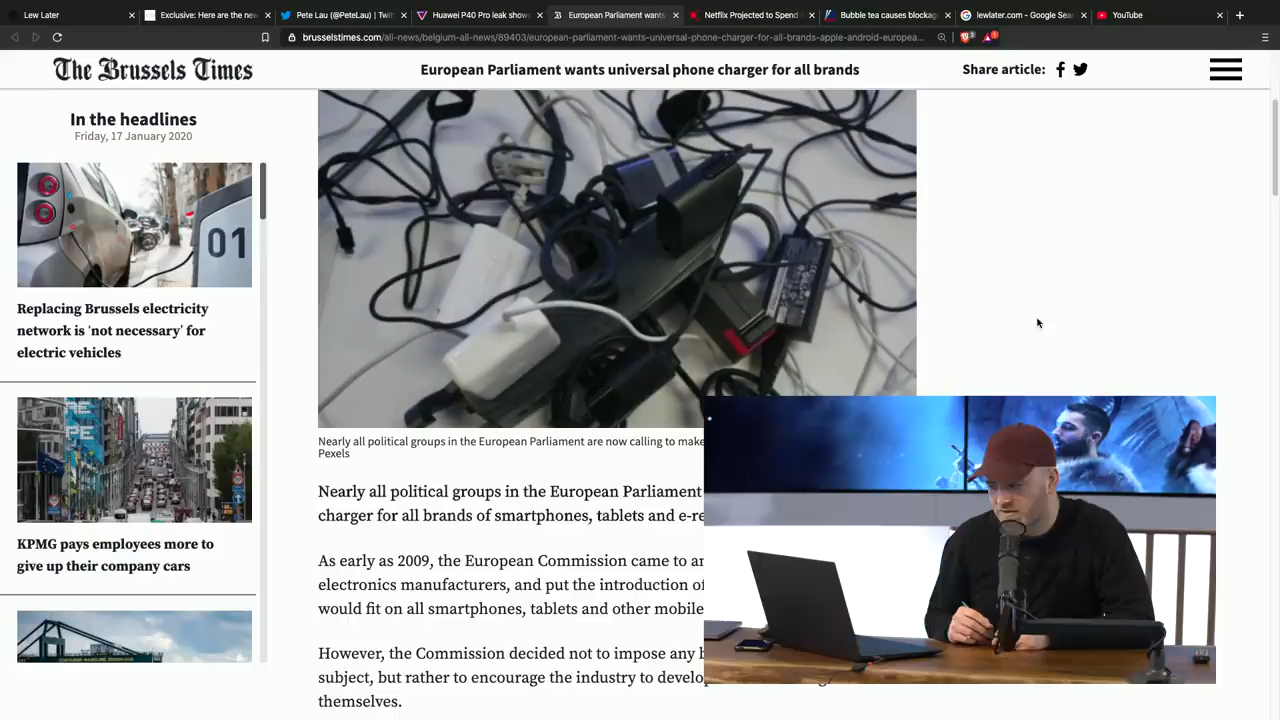 Lew Later
Exclusive: Here are the new
Pete Lau (@PeteLau) | Twit
Huawei P40 Pro leak shows
European Parliament wants
Netflix Projected to Spend
Bubble tea causes blockag
lewlater.com - Google Sea
YouTube
brusselstimes.com/all-news/belgium-all-news/89403/european-parliament-wants-universal-phone-charger-for-all-brands-apple-android-europea...
The Brussels Times
European Parliament wants universal phone charger for all brands
Share article:
In the headlines
Friday, 17 January 2020
01
Replacing Brussels electricity
network is ‘not necessary’ for
electric vehicles
KPMG pays employees more to
give up their company cars
Nearly all political groups in the European Parliament are now calling to make
Pexels
Nearly all political groups in the European Parliament
charger for all brands of smartphones, tablets and e-re
As early as 2009, the European Commission came to an
electronics manufacturers, and put the introduction of
would fit on all smartphones, tablets and other mobile
However, the Commission decided not to impose any b
subject, but rather to encourage the industry to develop
themselves.